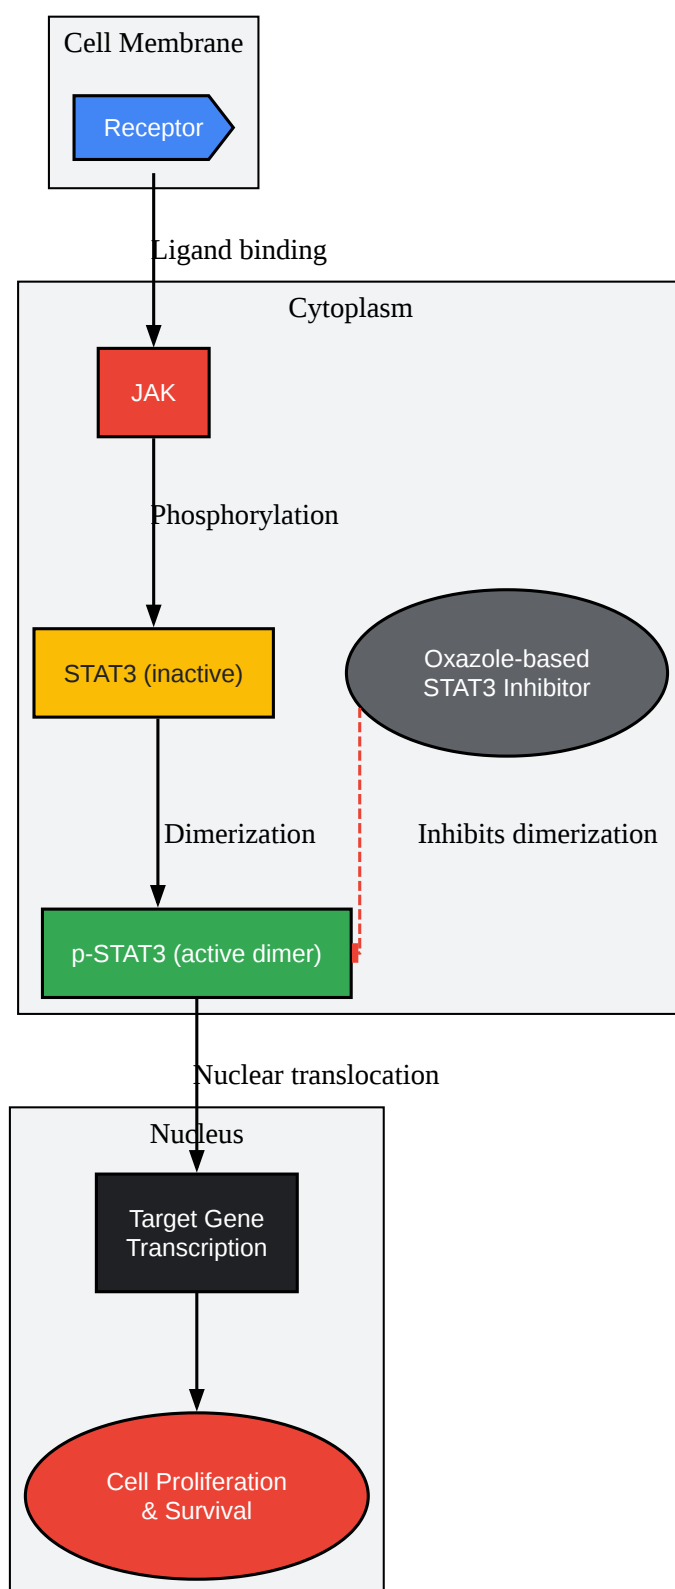 Cell Membrane
Receptor
Ligand binding
Cytoplasm
JAK
Phosphorylation
STAT3 (inactive)
Oxazole-based
STAT3 Inhibitor
Dimerization
Inhibits dimerization
p-STAT3 (active dimer)
Nuclear translocation
Nucleus
Target Gene
Transcription
Cell Proliferation
& Survival